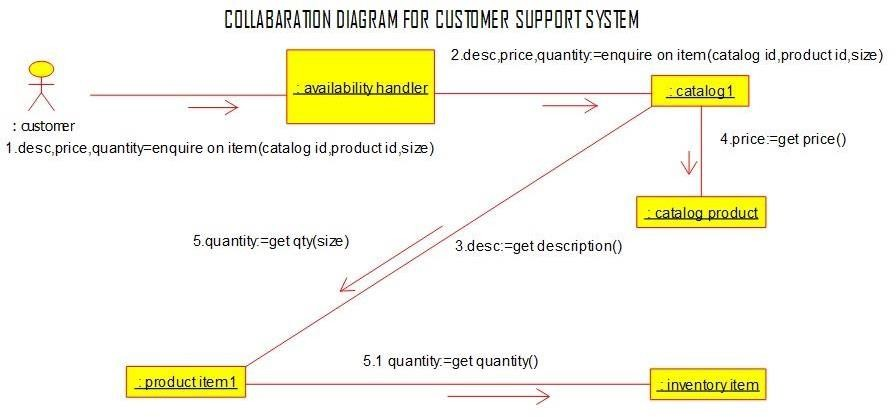 COLLABARATION DIAGRAM FOR CUSTOMER SUPPORT SYSTEM
2.desc,price,quantity:=enquire on item(catalog id,product id,size)
: availability handler
: catalog1
: customer
1.desc,price,quantity=enquire on item(catalog id,product id,size)
4.price:=get price()
: catalog product
5.quantity:=get qty(size)
3.desc:=get description()
5.1 quantity:=get quantity()
: product item1
: inventory item